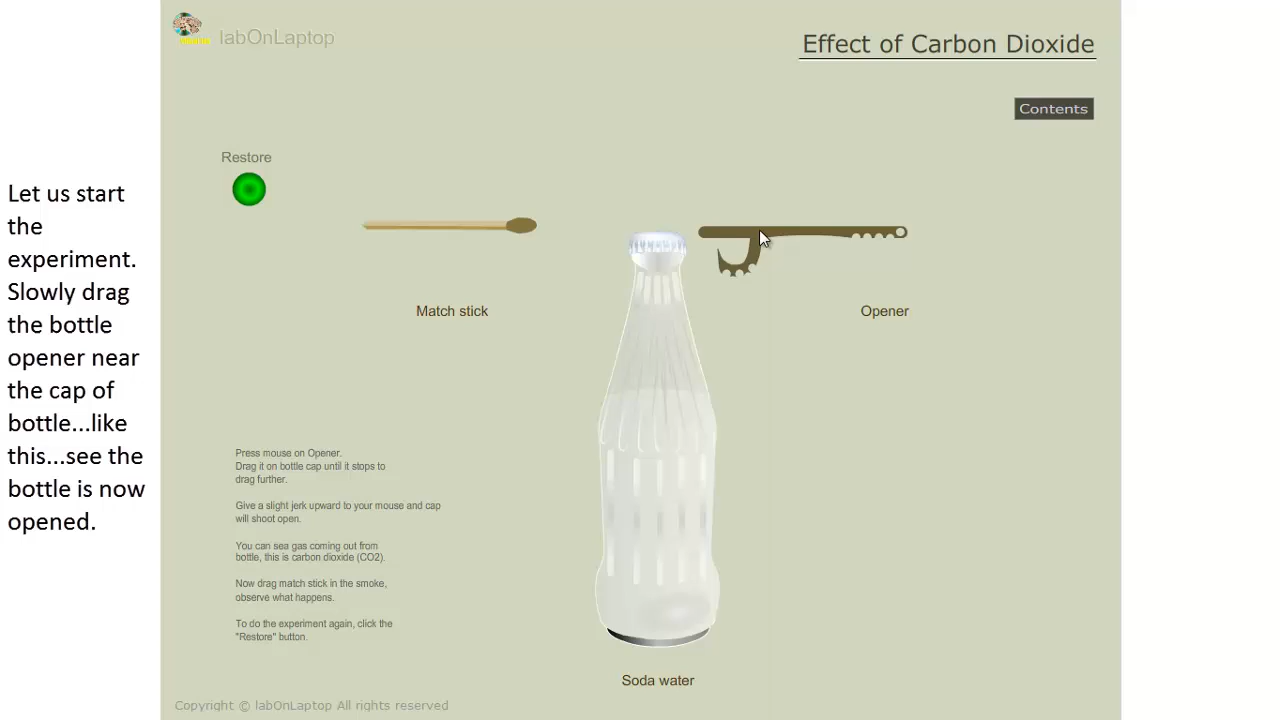 labOnLaptop
Effect of Carbon Dioxide
Contents
Restore
Let us start
the
experiment.
Slowly drag
the bottle
opener near
the cap of
bottle...like
this...see the
bottle is now
opened.
Match stick
Opener
Press mouse on Opener.
Drag it on bottle cap until it stops to
drag further.
Give a slight jerk upward to your mouse and cap
will shoot open.
You can sea gas coming out from
bottle, this is carbon dioxide (CO2).
Now drag match stick in the smoke,
observe what happens.
To do the experiment again, click the
"Restore" button.
Soda water
Copyright © labOnLaptop All rights reserved